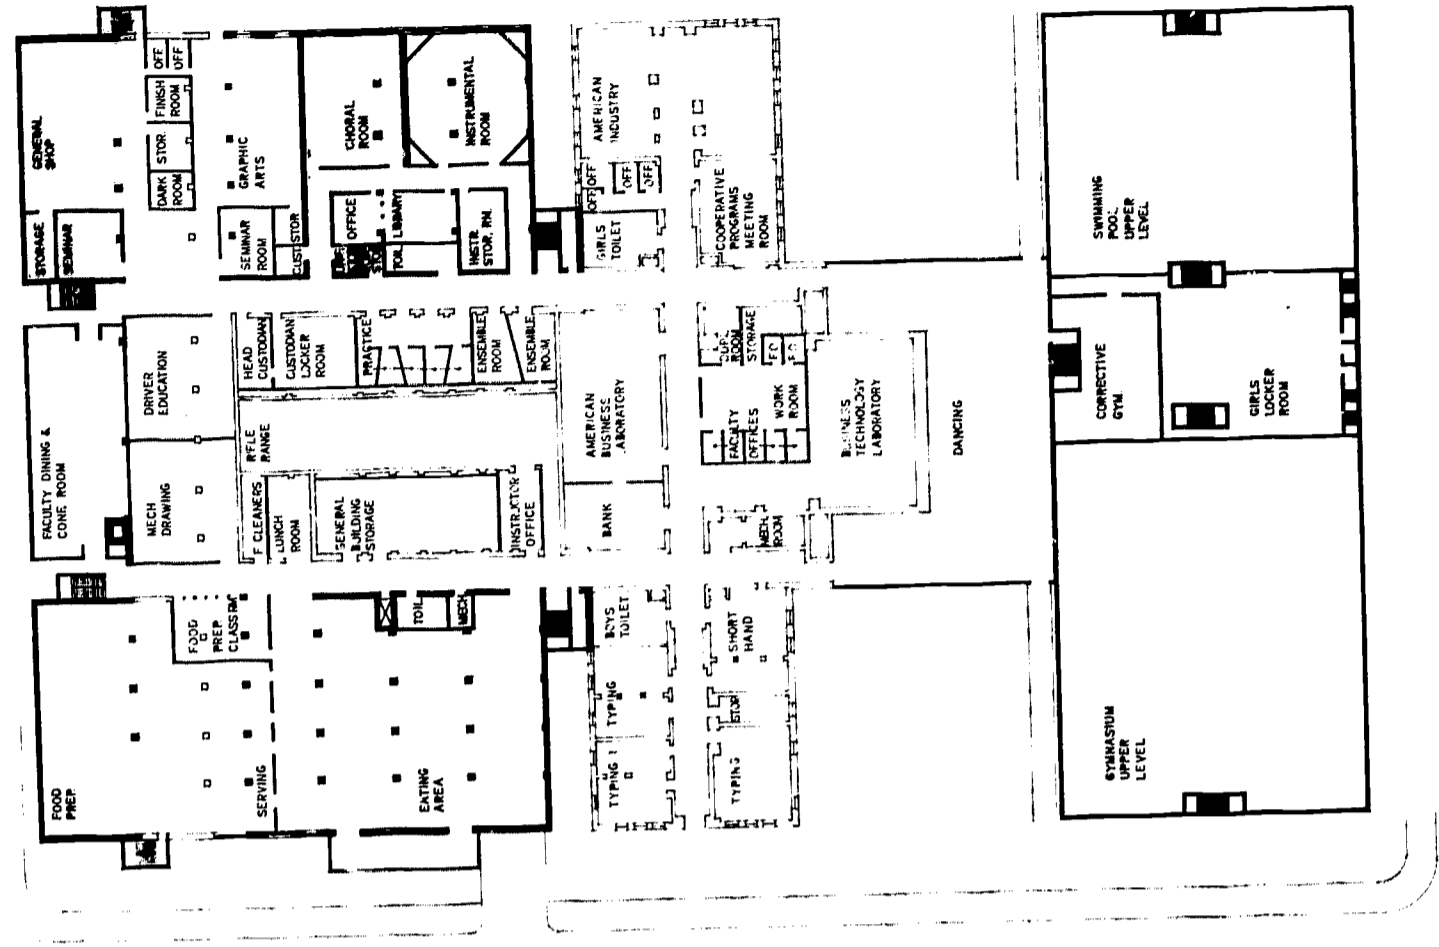 GENERAL
SHOP
OFF
OFF
FINISH
ROOM
STOR.
DARK
ROOM
GRAPHIC
ARTS
STORAGE
SEMINAR
SEMINAR
ROOM
CUST.
STOR
CHORAL
ROOM
INSTRUMENTAL
ROOM
OFFICE
LIBRARY
TOIL
INSTR.
STOR. RM.
AMERICAN
INDUSTRY
OFF
OFF
OFF
OFF
GIRLS
TOILET
COOPERATIVE
PROGRAMS
MEETING
ROOM
SWIMMING
POOL
UPPER
LEVEL
FACULTY DINING &
CONF. ROOM
DRIVER
EDUCATION
MECH
DRAWING
HEAD
CUSTODIAN
CUSTODIAN
LOCKER
ROOM
PRACTICE
ENSEMBLE
ROOM
ENSEMBLE
ROOM
RIFLE
RANGE
CLEANERS
LUNCH
ROOM
GENERAL
BUILDING
STORAGE
INSTRUCTOR
OFFICE
AMERICAN
BUSINESS
LABORATORY
BANK
ROOM
STORAGE
WORK
ROOM
FACULTY
OFFICES
MECH
ROOM
BUSINESS
TECHNOLOGY
LABORATORY
DANCING
CORRECTIVE
GYM.
GIRLS
LOCKER
ROOM
FOOD
PREP.
FOOD
PREP.
CLASS RM
SERVING
TOIL
MECH
EATING
AREA
BOYS
TOILET
TYPING
TYPING 1
SHORT
HAND
STOR
TYPING
GYMNASIUM
UPPER
LEVEL